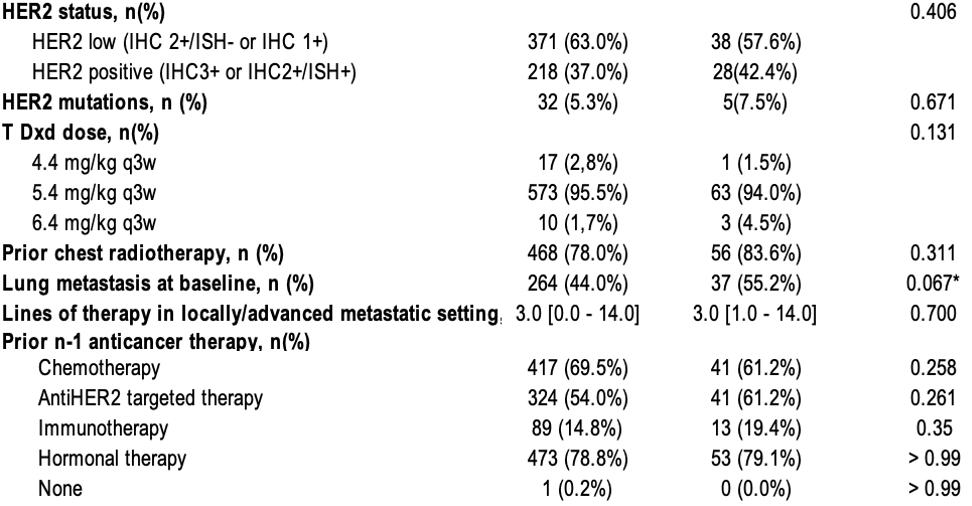 HER2 status, n(%) 0.406
HER2 low (IHC 2+/ISH- or IHC 1+) 371 (63.0%) 38 (57.6%)
HER2 positive (IHC3+ or IHC2+/ISH+) 218 (37.0%) 28(42.4%)
HER2 mutations, n (%) 32 (5.3%) 5(7.5%) 0.671
T Dxd dose, n(%) 0.131
4.4 mg/kg q3w 17 (2,8%) 1 (1.5%)
5.4 mg/kg q3w 573 (95.5%) 63 (94.0%)
6.4 mg/kg q3w 10 (1,7%) 3 (4.5%)
Prior chest radiotherapy, n (%) 468 (78.0%) 56 (83.6%) 0.311
Lung metastasis at baseline, n (%) 264 (44.0%) 37 (55.2%) 0.067*
Lines of therapy in locally/advanced metastatic setting, 3.0 [0.0 - 14.0] 3.0 [1.0 - 14.0] 0.700
Prior n-1 anticancer therapy, n(%)
Chemotherapy 417 (69.5%) 41 (61.2%) 0.258
AntiHER2 targeted therapy 324 (54.0%) 41 (61.2%) 0.261
Immunotherapy 89 (14.8%) 13 (19.4%) 0.35
Hormonal therapy 473 (78.8%) 53 (79.1%) > 0.99
None 1 (0.2%) 0 (0.0%) > 0.99